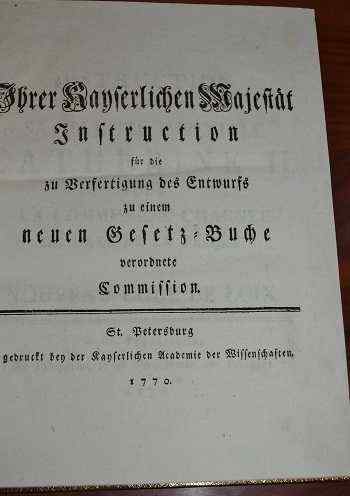 Ihrer Kayserlichen Majestät
Instruction
für die
zu Verfertigung des Entwurfs
zu einem
neuen Gesetz-Buche
verordnete
Commission.
St. Petersburg
gedruckt bey der Kayserlichen Academie der Wissenschaften.
1770.